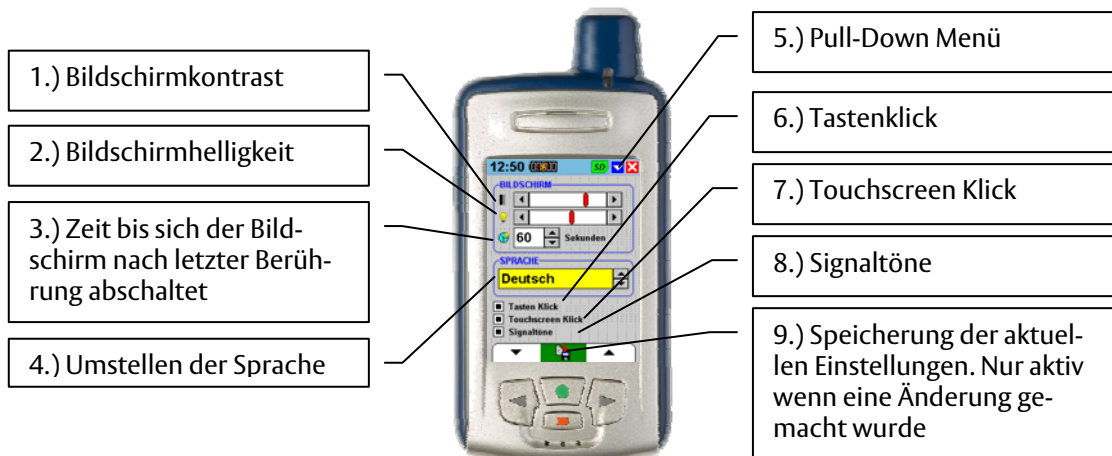 1.) Bildschirmkontrast
2.) Bildschirmhelligkeit
3.) Zeit bis sich der Bild-
schirm nach letzter Berüh-
rung abschaltet
4.) Umstellen der Sprache
12:50
SD
BILDSCHIRM
60 Sekunden
SPRACHE
Deutsch
Tasten Klick
Touchscreen Klick
Signaltöne
5.) Pull-Down Menü
6.) Tastenklick
7.) Touchscreen Klick
8.) Signaltöne
9.) Speicherung der aktuel-
len Einstellungen. Nur aktiv
wenn eine Änderung ge-
macht wurde